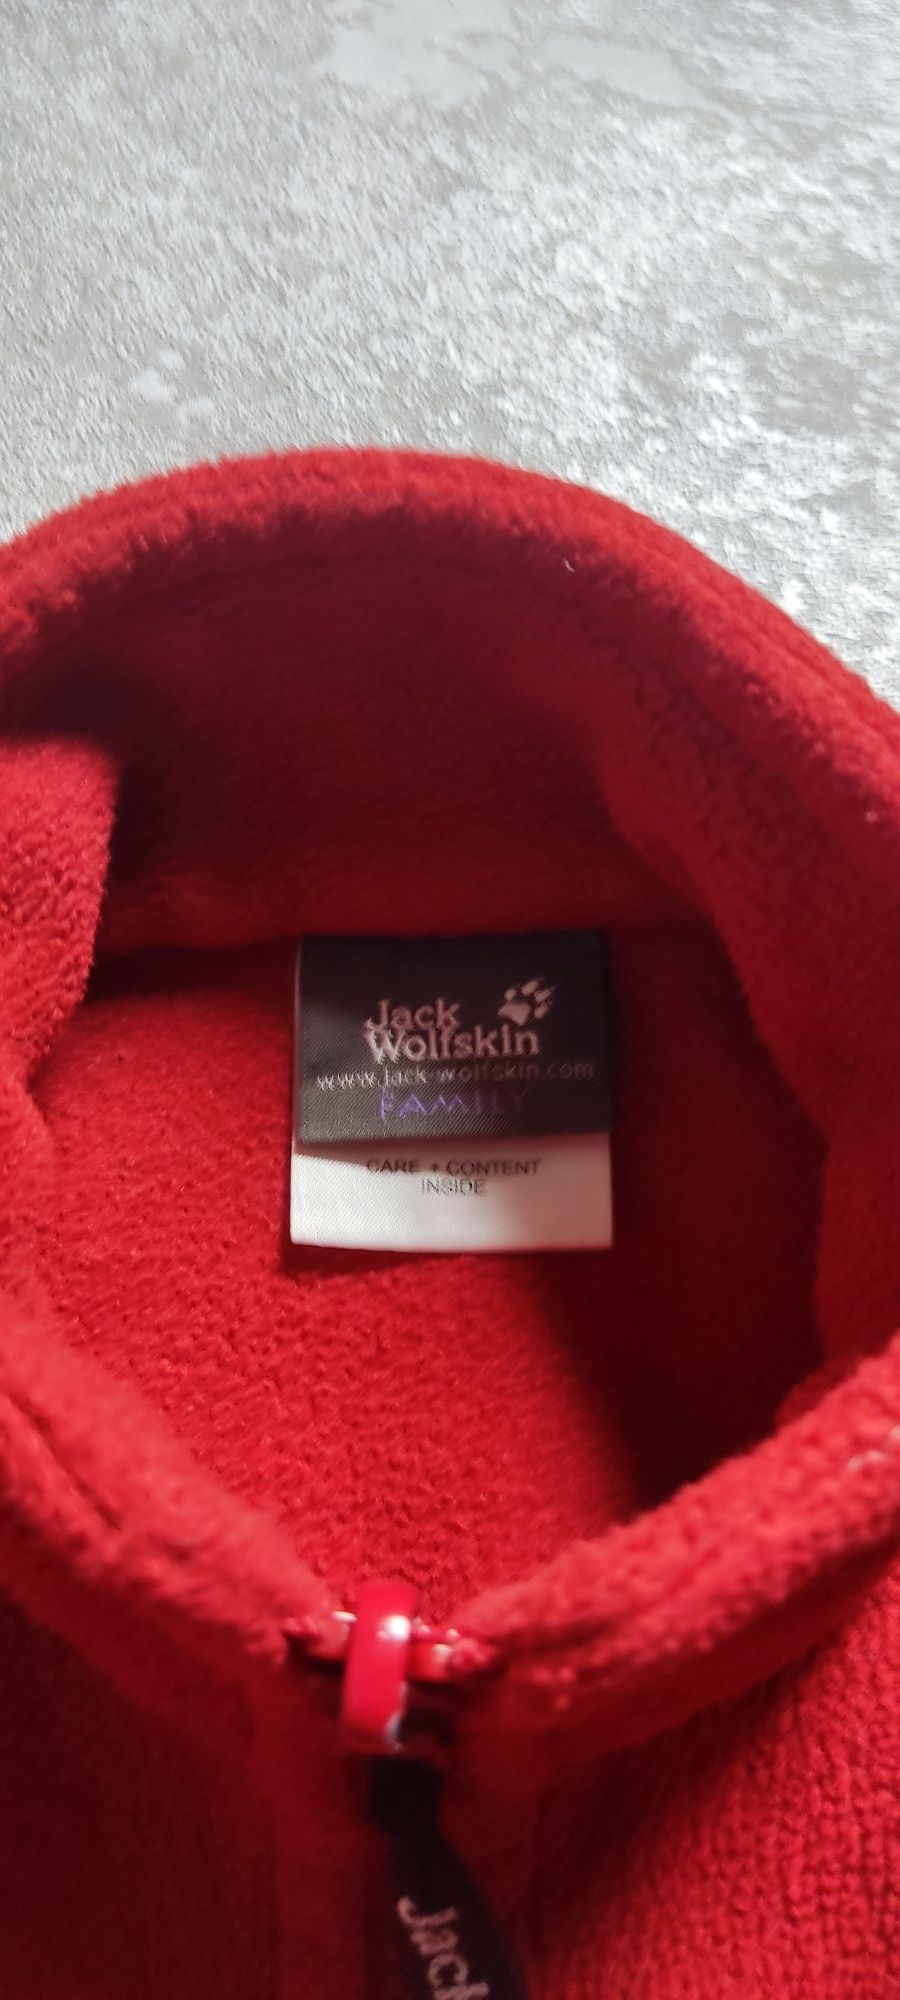 Jack
Wolfskin
www.jack-wolfskin.com
FAMILY
CARE + CONTENT
INSIDE
Jack